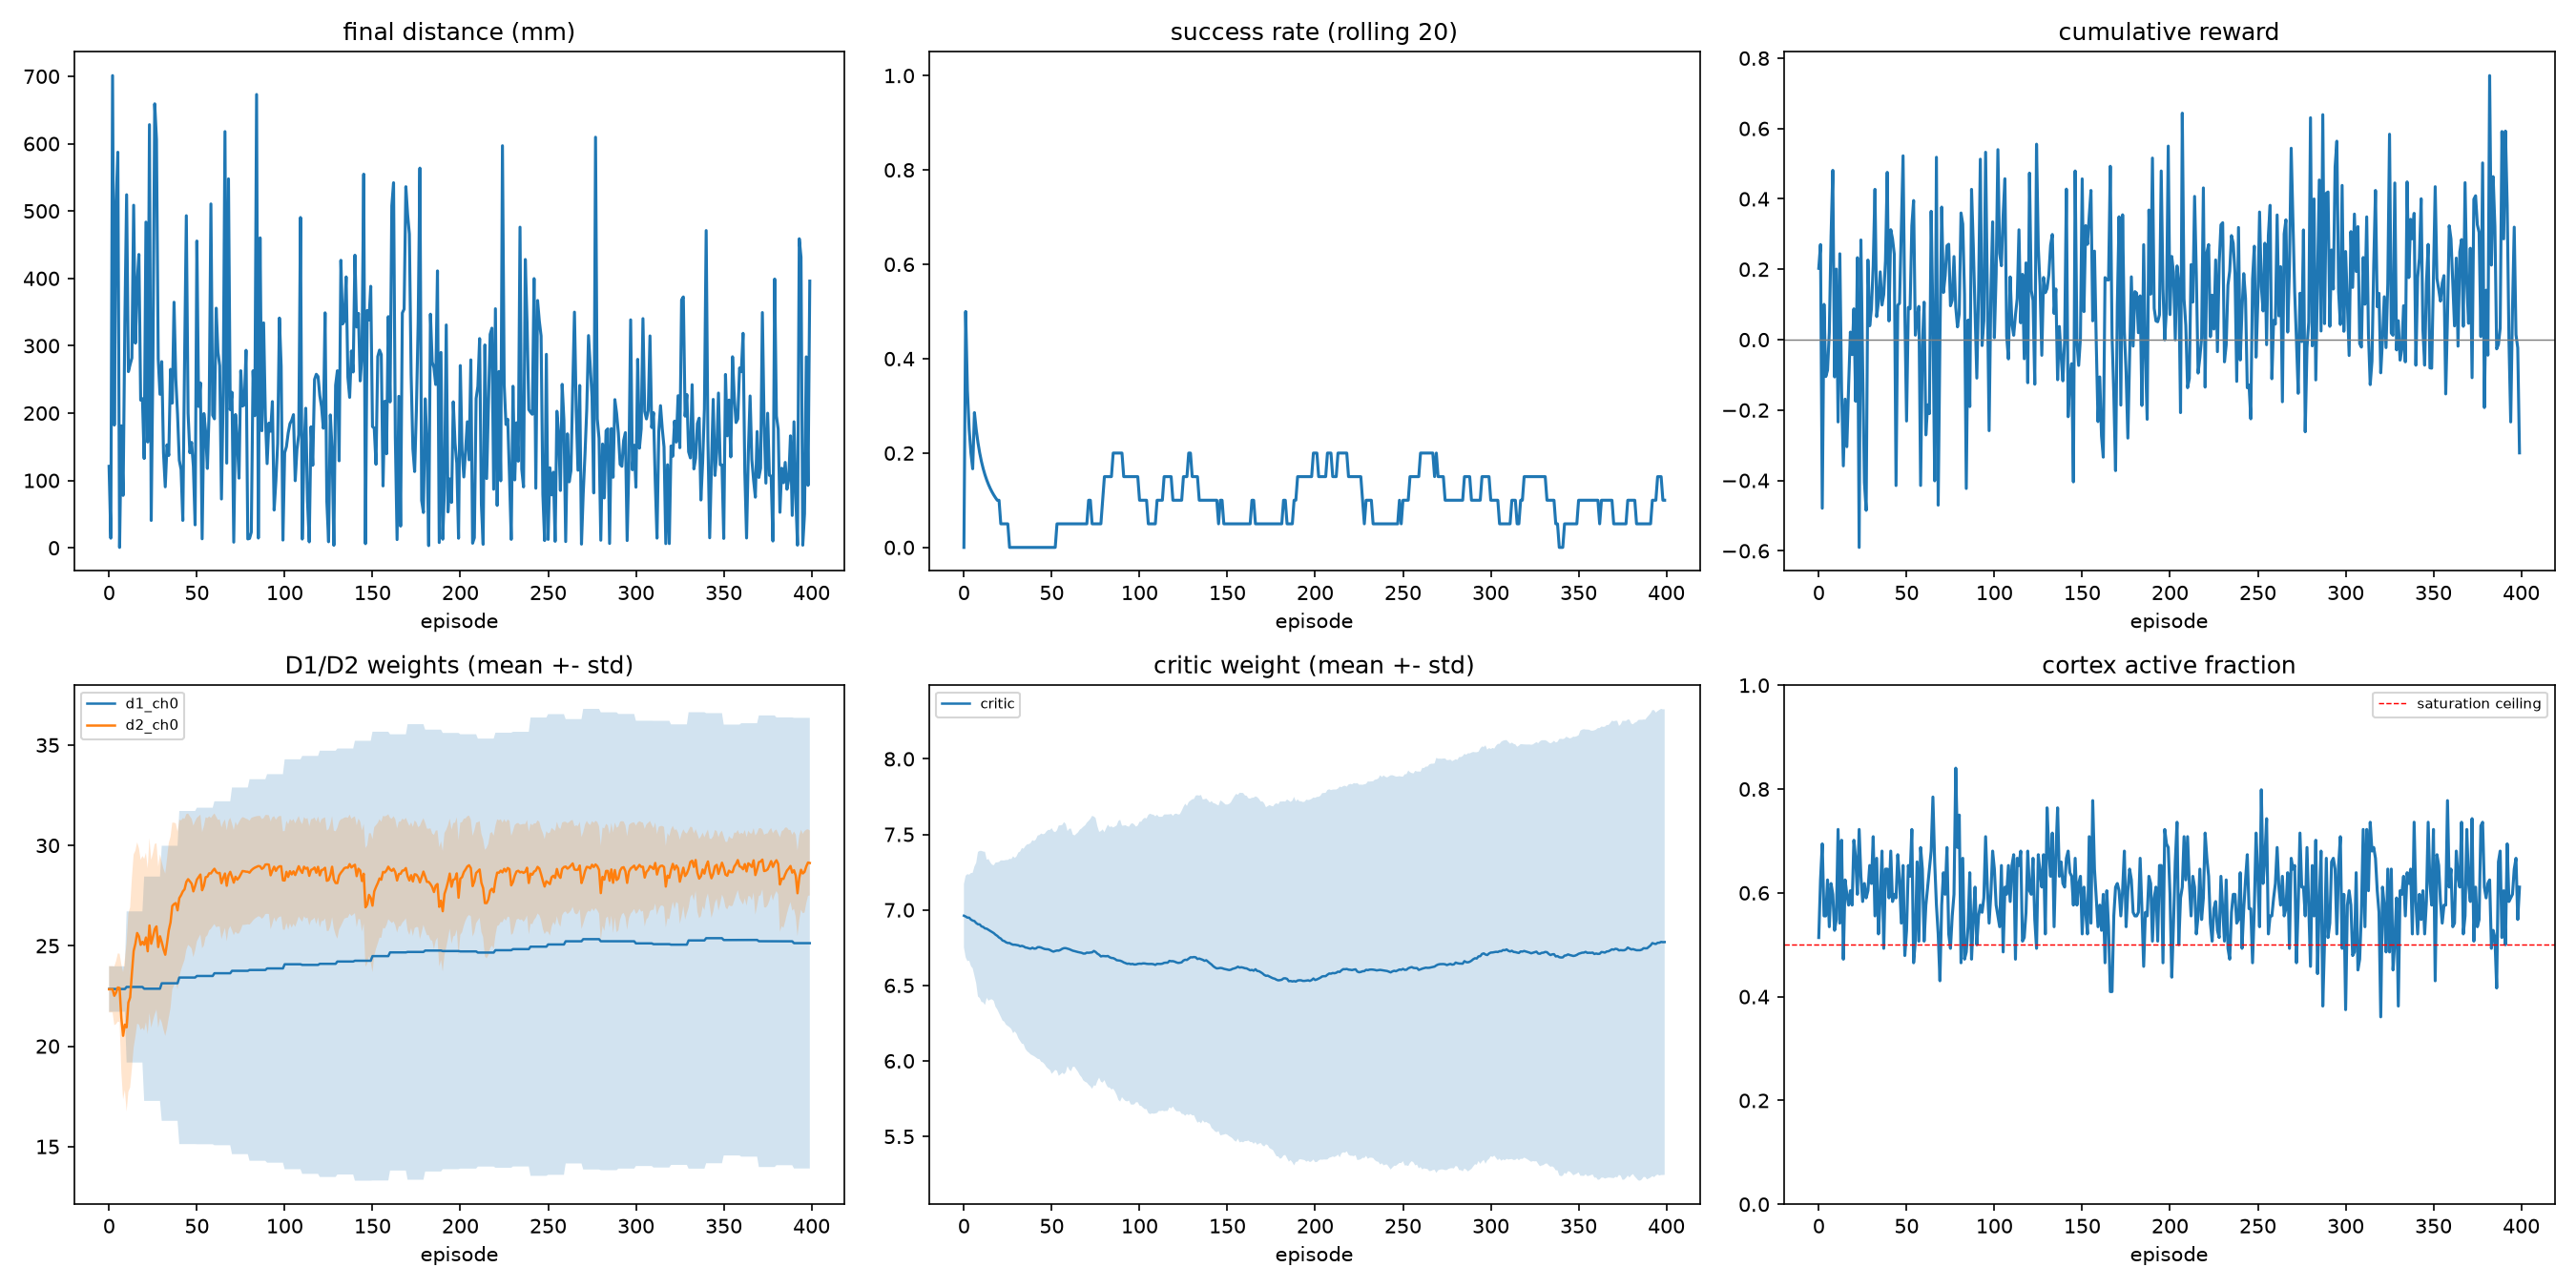 final distance (mm)
700
600
500
400
300
200
100
0
0 50 100 150 200 250 300 350 400
episode
success rate (rolling 20)
1.0
0.8
0.6
0.4
0.2
0.0
0 50 100 150 200 250 300 350 400
episode
cumulative reward
0.8
0.6
0.4
0.2
0.0
−0.2
−0.4
−0.6
0 50 100 150 200 250 300 350 400
episode
D1/D2 weights (mean +- std)
d1_ch0
d2_ch0
35
30
25
20
15
0 50 100 150 200 250 300 350 400
episode
critic weight (mean +- std)
critic
8.0
7.5
7.0
6.5
6.0
5.5
0 50 100 150 200 250 300 350 400
episode
cortex active fraction
saturation ceiling
1.0
0.8
0.6
0.4
0.2
0.0
0 50 100 150 200 250 300 350 400
episode